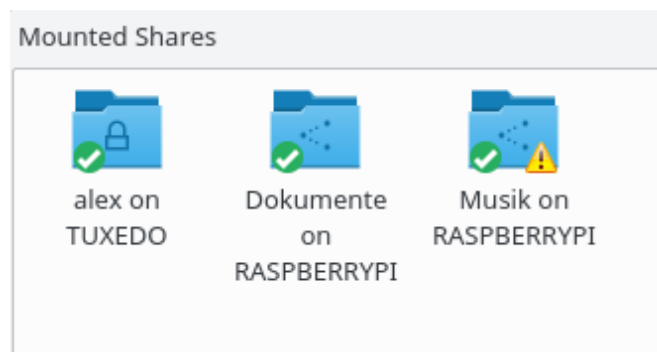 Mounted Shares
alex on
TUXEDO
Dokumente
on
RASPBERRYPI
Musik on
RASPBERRYPI